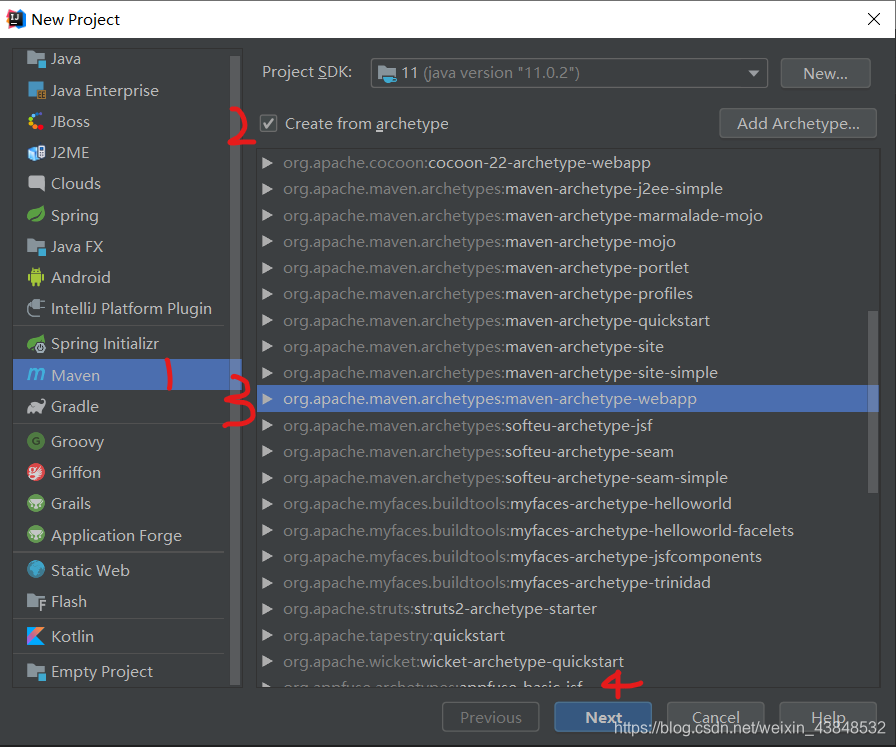 New Project
Java
Java Enterprise
JBoss
J2ME
Clouds
Spring
Java FX
Android
IntelliJ Platform Plugin
Spring Initializr
Maven
Gradle
Groovy
Griffon
Grails
Application Forge
Static Web
Flash
Kotlin
Empty Project
1
2
3
4
Project SDK: 11 (java version "11.0.2") New...
Create from archetype Add Archetype...
org.apache.cocoon:cocoon-22-archetype-webapp
org.apache.maven.archetypes:maven-archetype-j2ee-simple
org.apache.maven.archetypes:maven-archetype-marmalade-mojo
org.apache.maven.archetypes:maven-archetype-mojo
org.apache.maven.archetypes:maven-archetype-portlet
org.apache.maven.archetypes:maven-archetype-profiles
org.apache.maven.archetypes:maven-archetype-quickstart
org.apache.maven.archetypes:maven-archetype-site
org.apache.maven.archetypes:maven-archetype-site-simple
org.apache.maven.archetypes:maven-archetype-webapp
org.apache.maven.archetypes:softeu-archetype-jsf
org.apache.maven.archetypes:softeu-archetype-seam
org.apache.maven.archetypes:softeu-archetype-seam-simple
org.apache.myfaces.buildtools:myfaces-archetype-helloworld
org.apache.myfaces.buildtools:myfaces-archetype-helloworld-facelets
org.apache.myfaces.buildtools:myfaces-archetype-jsfcomponents
org.apache.myfaces.buildtools:myfaces-archetype-trinidad
org.apache.struts:struts2-archetype-starter
org.apache.tapestry:quickstart
org.apache.wicket:wicket-archetype-quickstart
org.appfuse.archetypes:appfuse-basic-jsf
Previous Next Cancel Help
https://blog.csdn.net/weixin_43848532